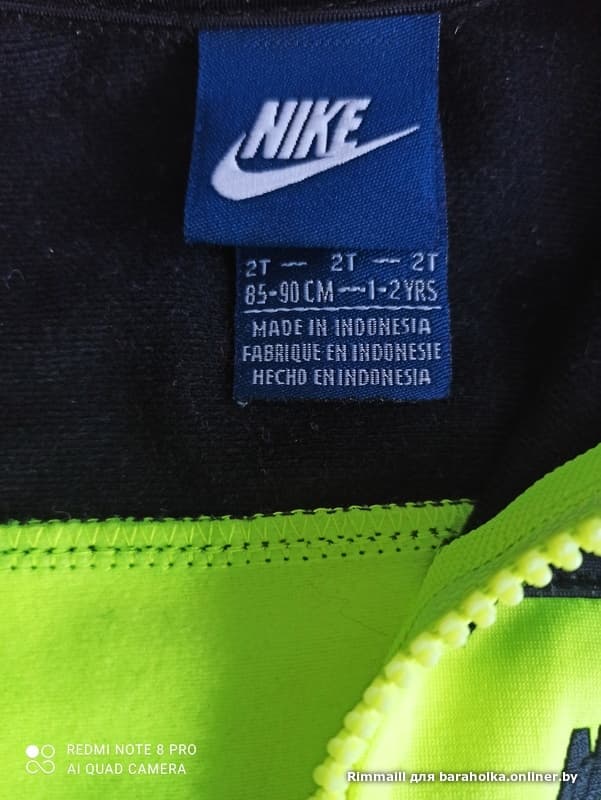 NIKE
2T — 2T — 2T
85-90 CM — 1-2 YRS
MADE IN INDONESIA
FABRIQUE EN INDONESIE
HECHO EN INDONESIA
REDMI NOTE 8 PRO
AI QUAD CAMERA
Rimmalll для baraholka.onliner.by